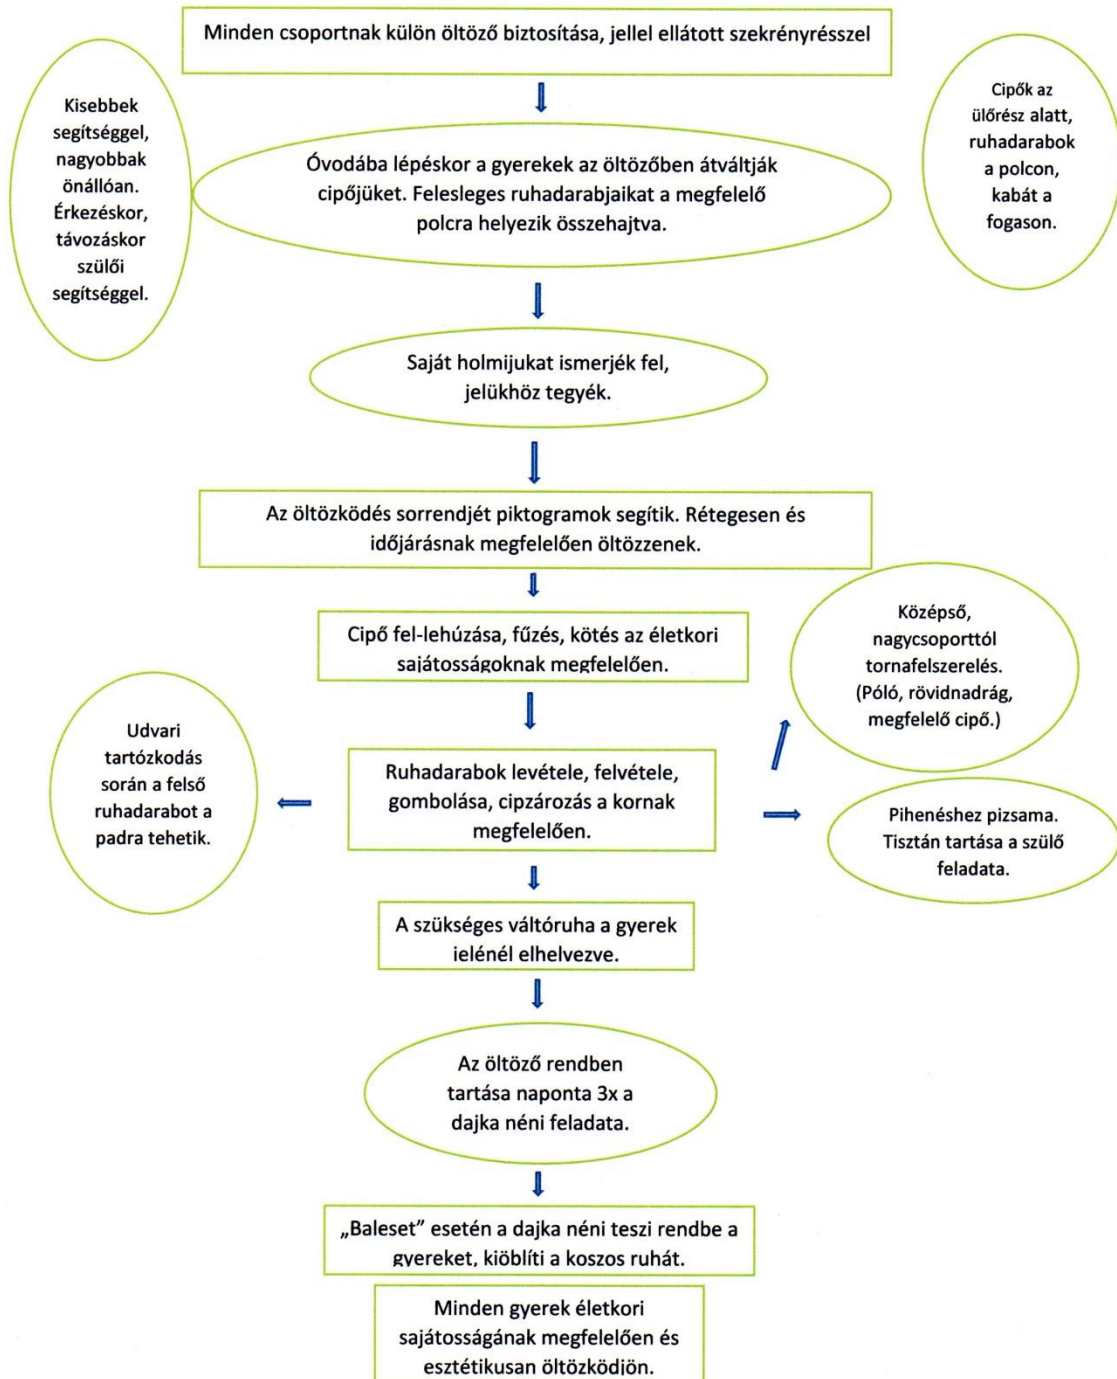 Minden csoportnak külön öltöző biztosítása, jellel ellátott szekrényrésszel
Kisebbek
segítséggel,
nagyobbak
önállóan.
Érkezéskor,
távozáskor
szülői
segítséggel.
Óvodába lépéskor a gyerekek az öltözőben átváltják
cipőjüket. Felesleges ruhadarabjaikat a megfelelő
polcra helyezik összehajtva.
Cipők az
ülőrész alatt,
ruhadarabok
a polcon,
kabát a
fogason.
Saját holmijukat ismerjék fel,
jelükhöz tegyék.
Az öltözködés sorrendjét piktogramok segítik. Rétegesen és
időjárásnak megfelelően öltözzenek.
Cipő fel-lehúzása, fűzés, kötés az életkori
sajátosságoknak megfelelően.
Középső,
nagycsoporttól
tornafelszerelés.
(Póló, rövidnadrág,
megfelelő cipő.)
Udvari
tartózkodás
során a felső
ruhadarabot a
padra tehetik.
Ruhadarabok levétele, felvétele,
gombolása, cipzározás a kornak
megfelelően.
Pihenéshez pizsama.
Tisztán tartása a szülő
feladata.
A szükséges váltóruha a gyerek
jelénél elhelyezve.
Az öltöző rendben
tartása naponta 3x a
dajka néni feladata.
„Baleset” esetén a dajka néni teszi rendbe a
gyereket, kiöblíti a koszos ruhát.
Minden gyerek életkori
sajátosságának megfelelően és
esztétikusan öltözködjön.